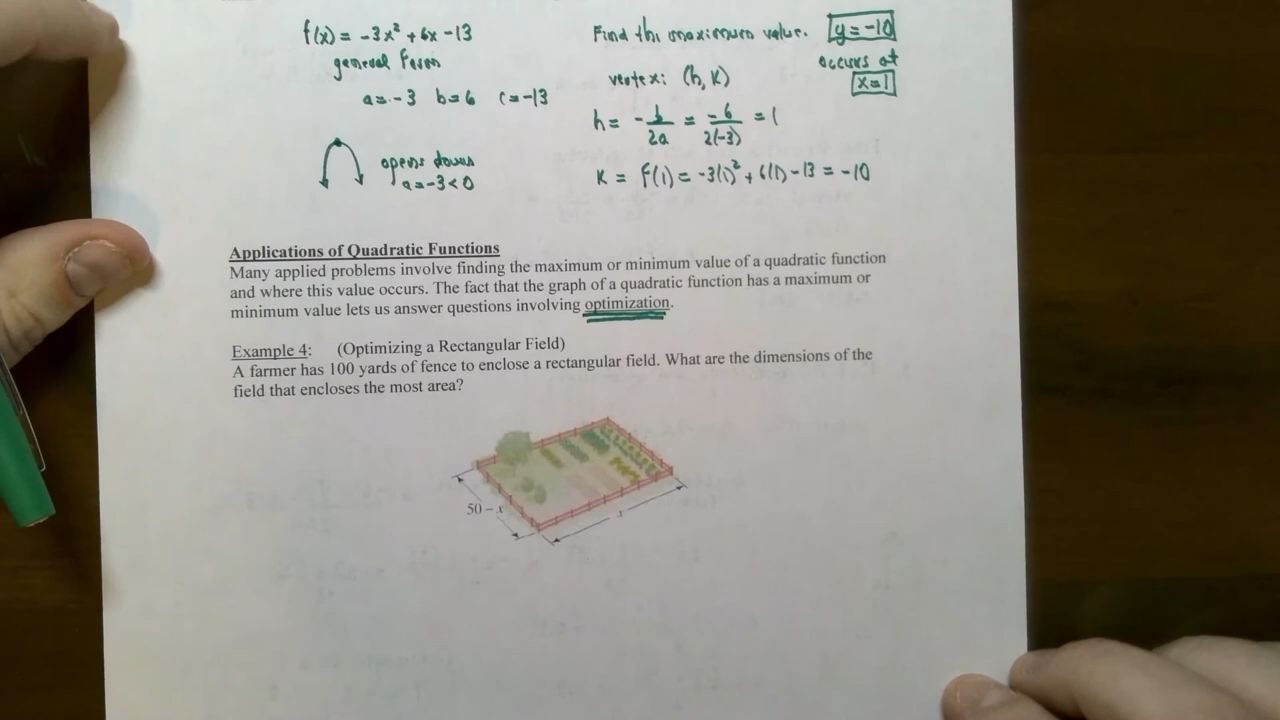 f(x) = -3x² + 6x - 13
general form
a = -3 b = 6 c = -13
opens down
a = -3 < 0
Find the maximum value. y = -10
occurs at
x = 1
vertex: (h, k)
h = -b/2a = -6/2(-3) = 1
k = f(1) = -3(1)² + 6(1) - 13 = -10
Applications of Quadratic Functions
Many applied problems involve finding the maximum or minimum value of a quadratic function
and where this value occurs. The fact that the graph of a quadratic function has a maximum or
minimum value lets us answer questions involving optimization.
Example 4: (Optimizing a Rectangular Field)
A farmer has 100 yards of fence to enclose a rectangular field. What are the dimensions of the
field that encloses the most area?
50 – x
x